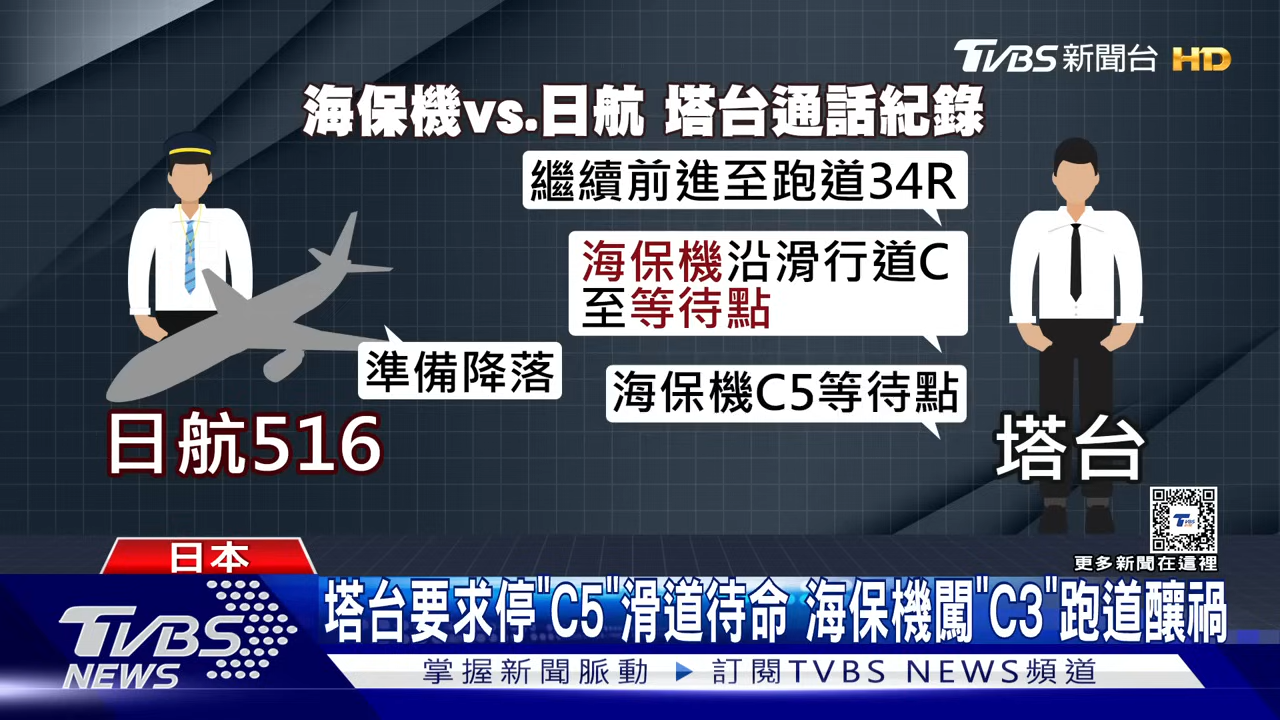 TVBS新聞台 HD
海保機vs.日航 塔台通話紀錄
繼續前進至跑道34R
海保機沿滑行道C
至等待點
準備降落
海保機C5等待點
日航516
塔台
TVBS
更多新聞在這裡
日本
塔台要求停"C5"滑道待命 海保機闖"C3"跑道釀禍
TVBS
NEWS
掌握新聞脈動 ▶ 訂閱TVBS NEWS頻道